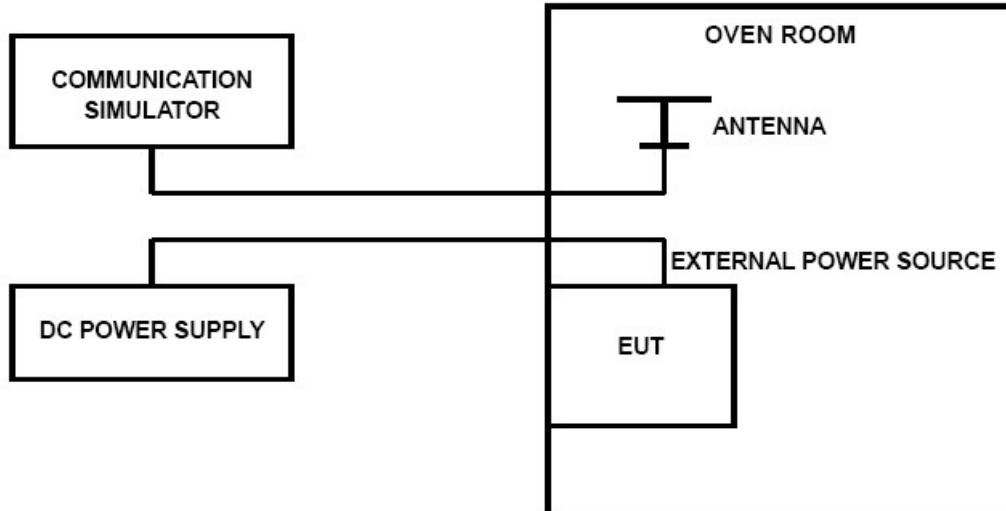 OVEN ROOM
COMMUNICATION
SIMULATOR
ANTENNA
EXTERNAL POWER SOURCE
DC POWER SUPPLY
EUT